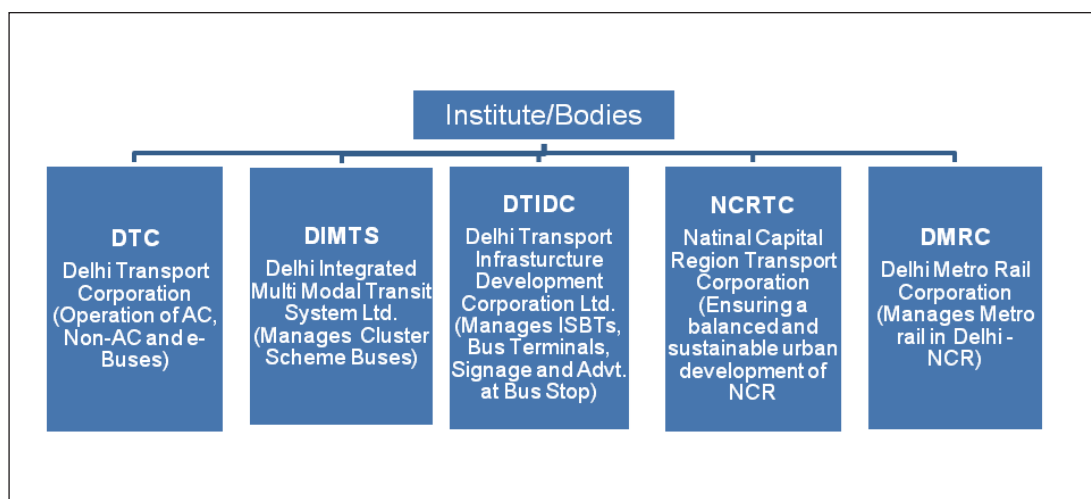 Institute/Bodies
DTC
Delhi Transport
Corporation
(Operation of AC,
Non-AC and e-
Buses)
DIMTS
Delhi Integrated
Multi Modal Transit
System Ltd.
(Manages Cluster
Scheme Buses)
DTIDC
Delhi Transport
Infrasturcture
Development
Corporation Ltd.
(Manages ISBTs,
Bus Terminals,
Signage and Advt.
at Bus Stop)
NCRTC
Natinal Capital
Region Transport
Corporation
(Ensuring a
balanced and
sustainable urban
development of
NCR
DMRC
Delhi Metro Rail
Corporation
(Manages Metro
rail in Delhi -
NCR)